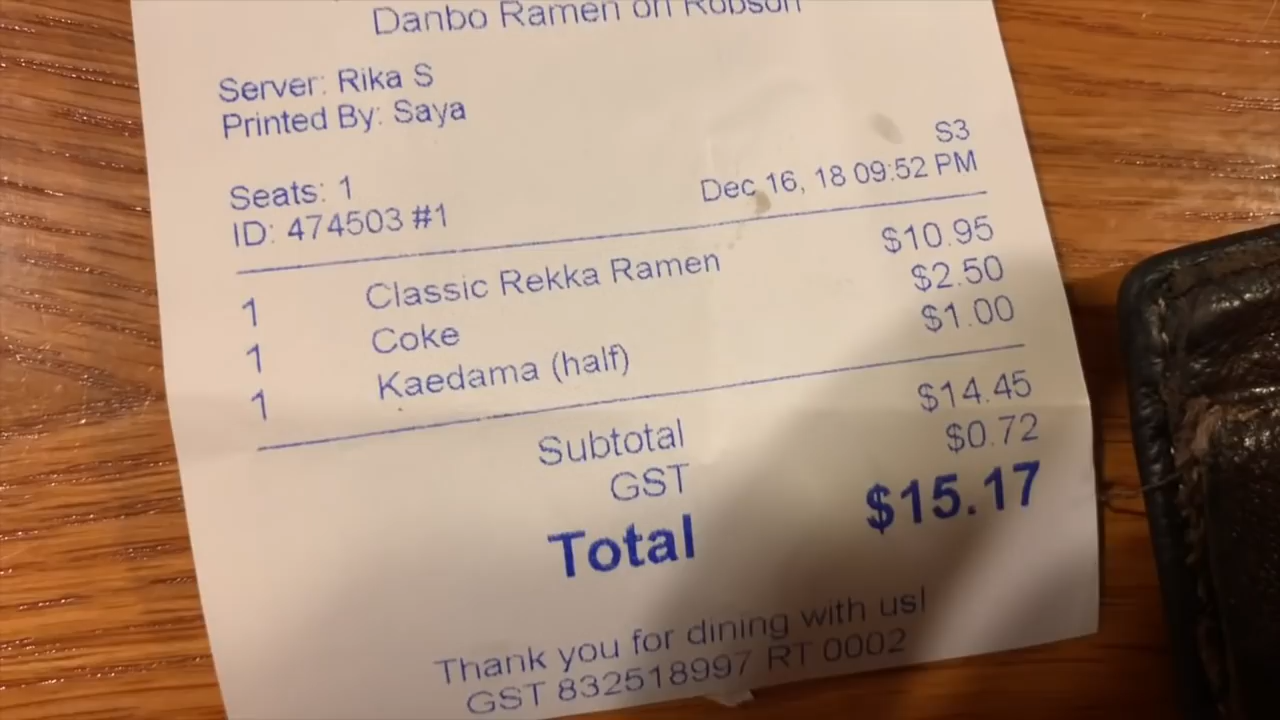 Danbo Ramen on Robson
Server: Rika S
Printed By: Saya
S3
Seats: 1
Dec 16, 18 09:52 PM
ID: 474503 #1
1 Classic Rekka Ramen $10.95
1 Coke $2.50
1 Kaedama (half) $1.00
Subtotal $14.45
GST $0.72
Total $15.17
Thank you for dining with us!
GST 832518997 RT 0002